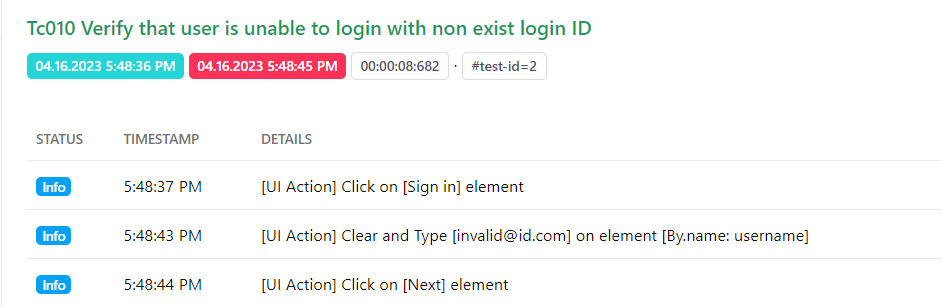 Tc010 Verify that user is unable to login with non exist login ID
04.16.2023 5:48:36 PM 04.16.2023 5:48:45 PM 00:00:08:682 · #test-id=2
STATUS TIMESTAMP DETAILS
Info 5:48:37 PM [UI Action] Click on [Sign in] element
Info 5:48:43 PM [UI Action] Clear and Type [invalid@id.com] on element [By.name: username]
Info 5:48:44 PM [UI Action] Click on [Next] element